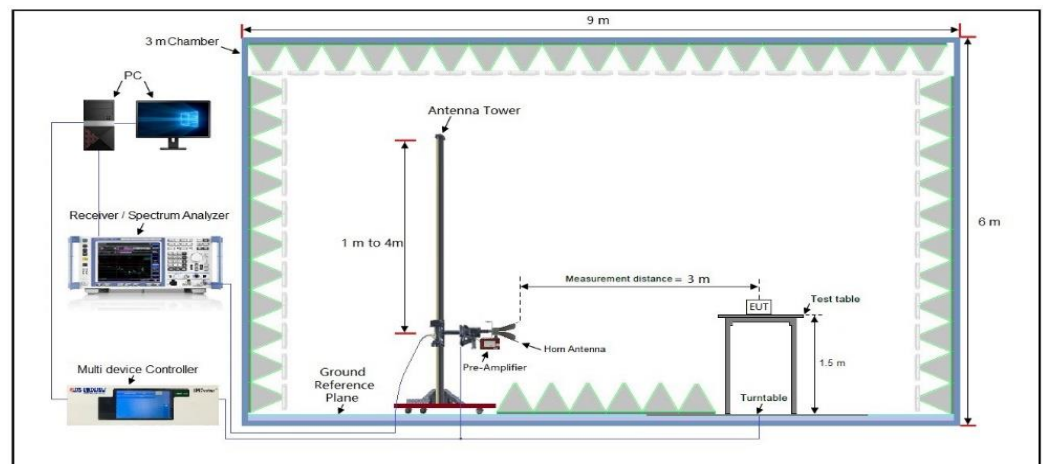 9 m
3 m Chamber
PC
Antenna Tower
Receiver / Spectrum Analyzer
1 m to 4m
6 m
Measurement distance = 3 m
EUT
Test table
Horn Antenna
Pre-Amplifier
1.5 m
Multi device Controller
Ground
Reference
Plane
Turntable